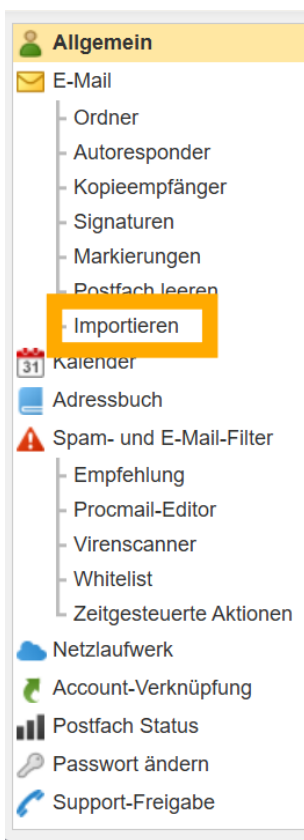 Allgemein
E-Mail
Ordner
Autoresponder
Kopieempfänger
Signaturen
Markierungen
Postfach leeren
Importieren
31
Kalender
Adressbuch
Spam- und E-Mail-Filter
Empfehlung
Procmail-Editor
Virenscanner
Whitelist
Zeitgesteuerte Aktionen
Netzlaufwerk
Account-Verknüpfung
Postfach Status
Passwort ändern
Support-Freigabe